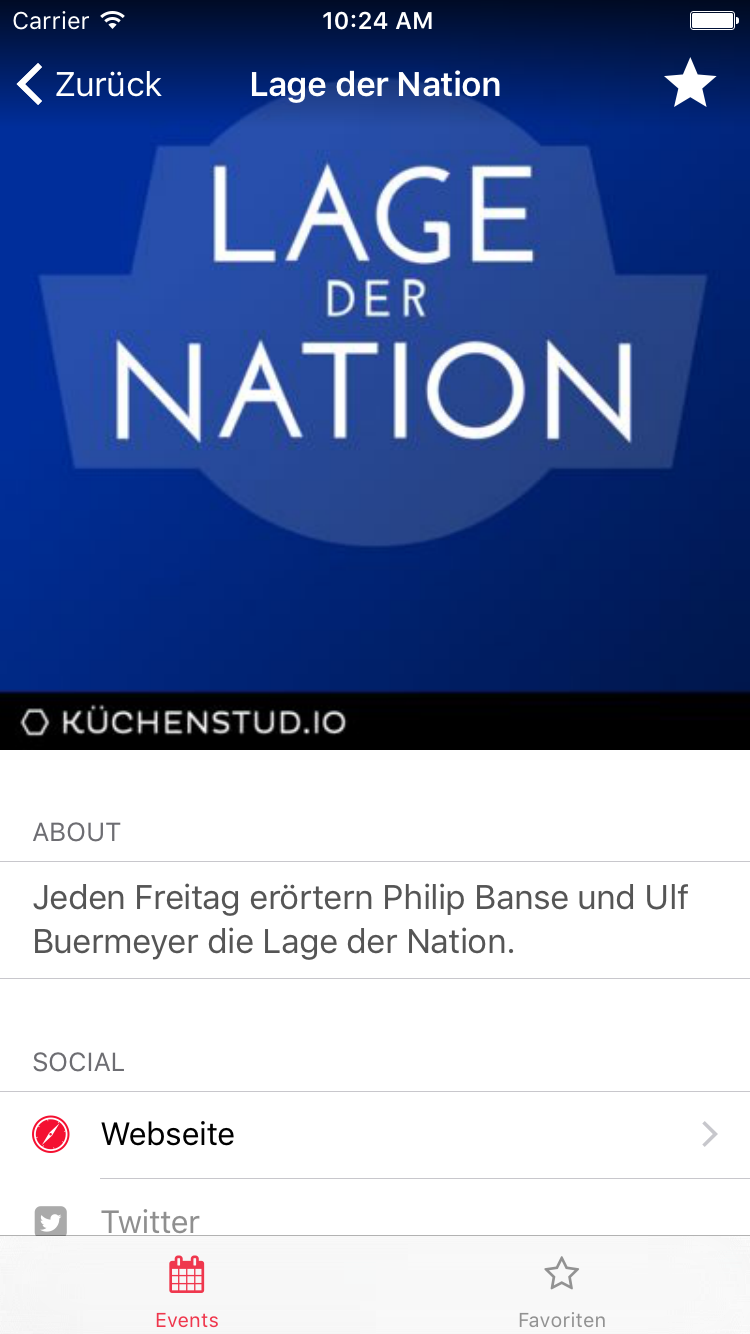 Carrier 10:24 AM
Zurück Lage der Nation
LAGE
DER
NATION
KÜCHENSTUD.IO
ABOUT
Jeden Freitag erörtern Philip Banse und Ulf
Buermeyer die Lage der Nation.
SOCIAL
Webseite
Twitter
Events Favoriten